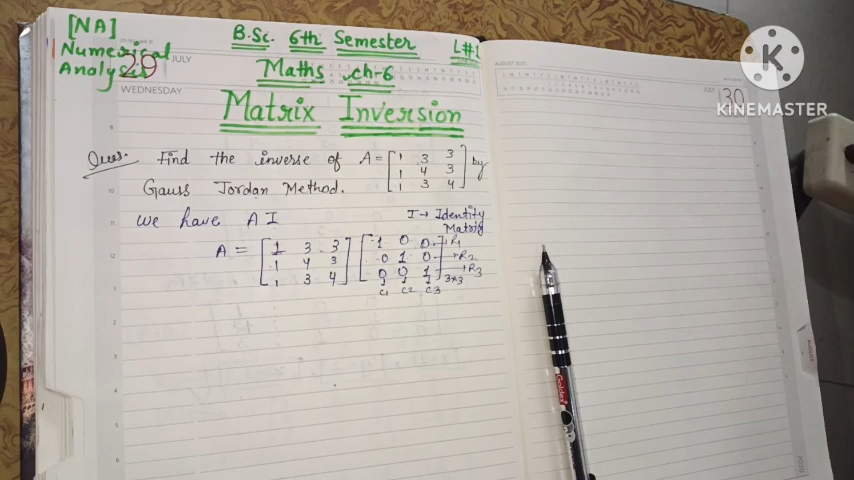 [NA]
Numerical
Analysis
29 JULY
WEDNESDAY
B.Sc. 6th Semester
L#1
Maths ch-6
Matrix Inversion
Ques. Find the inverse of A = [ 1 3 3
1 4 3
1 3 4 ] by
Gauss Jordan Method.
We have A I
I → Identity
Matrix
A = [ 1 3 3 ] [ 1 0 0 ] → R1
1 4 3 0 1 0 → R2
1 3 4 0 0 1 → R3
3×3
C1 C2 C3
AUGUST 2020
JULY 30
KINEMASTER